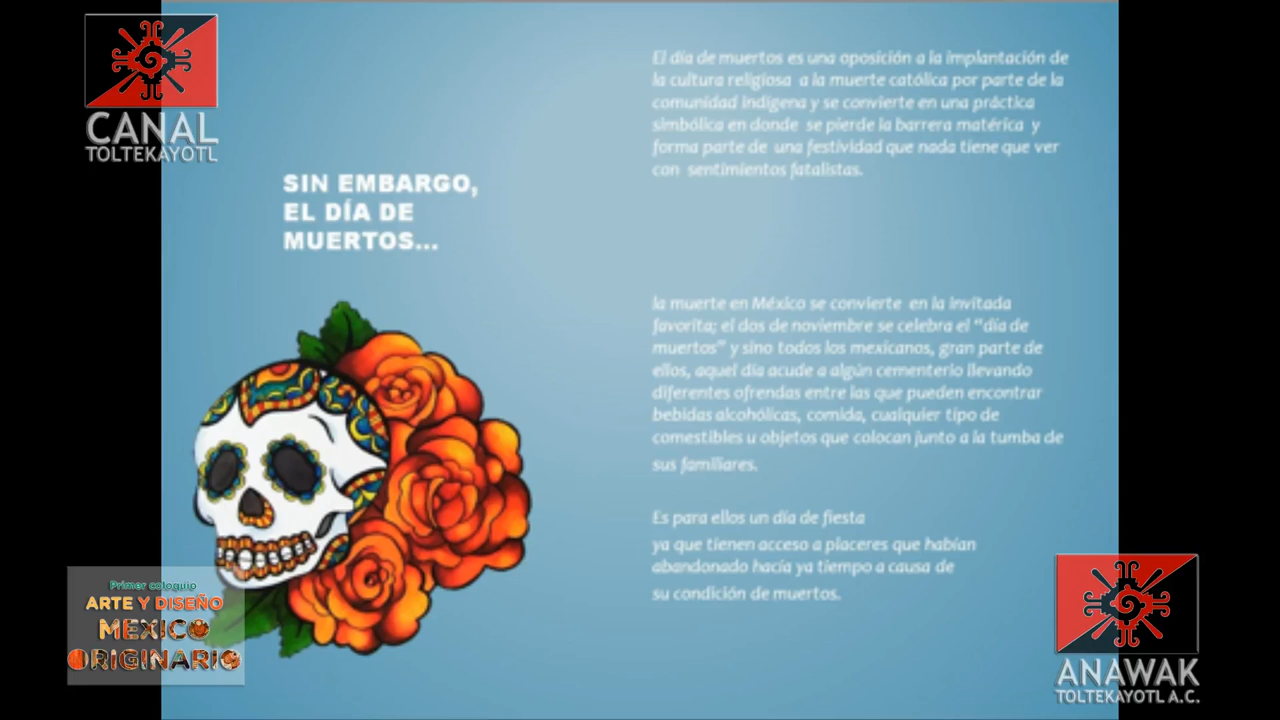 CANAL
TOLTEKAYOTL
SIN EMBARGO,
EL DÍA DE
MUERTOS...
El día de muertos es una oposición a la implantación de
la cultura religiosa a la muerte católica por parte de la
comunidad indígena y se convierte en una práctica
simbólica en donde se pierde la barrera matérica y
forma parte de una festividad que nada tiene que ver
con sentimientos fatalistas.
la muerte en México se convierte en la invitada
favorita; el dos de noviembre se celebra el "día de
muertos" y sino todos los mexicanos, gran parte de
ellos, aquel día acude a algún cementerio llevando
diferentes ofrendas entre las que pueden encontrar
bebidas alcohólicas, comida, cualquier tipo de
comestibles u objetos que colocan junto a la tumba de
sus familiares.
Es para ellos un día de fiesta
ya que tienen acceso a placeres que habían
abandonado hacía ya tiempo a causa de
su condición de muertos.
Primer coloquio
ARTE Y DISEÑO
MEXICO
ORIGINARIO
ANAWAK
TOLTEKAYOTL A.C.